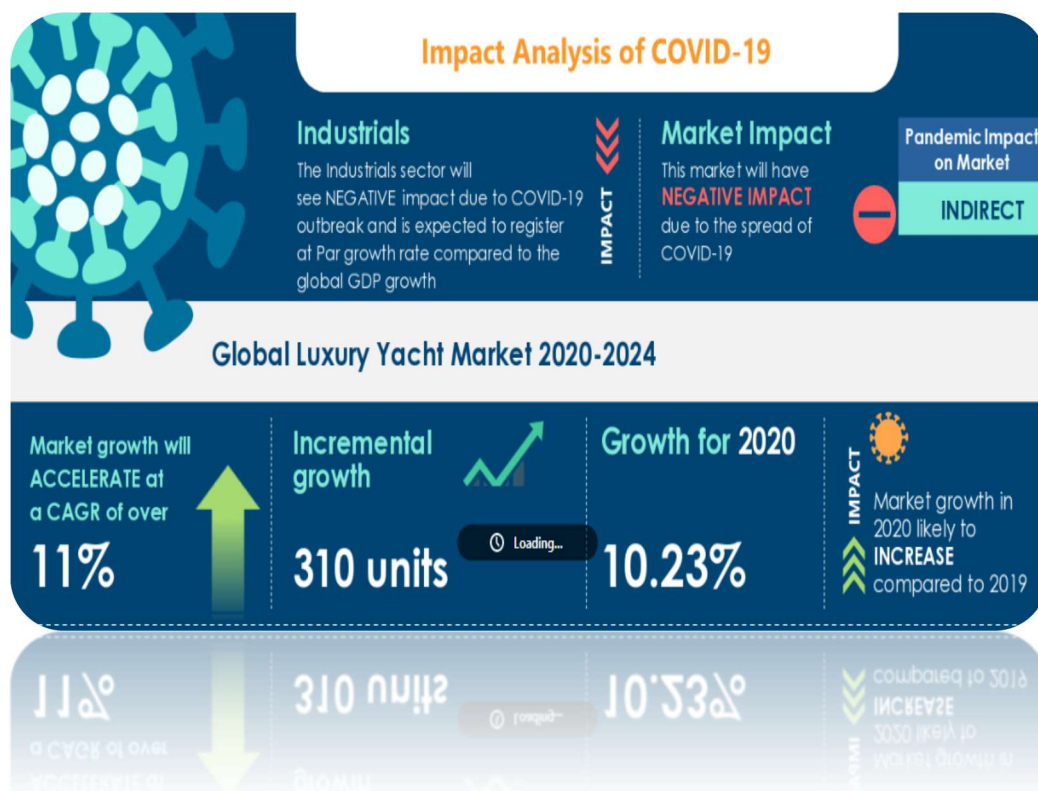 Impact Analysis of COVID-19
Industrials
The Industrials sector will
see NEGATIVE impact due to COVID-19
outbreak and is expected to register
at Par growth rate compared to the
global GDP growth
IMPACT
Market Impact
This market will have
NEGATIVE IMPACT
due to the spread of
COVID-19
Pandemic Impact
on Market
INDIRECT
Global Luxury Yacht Market 2020-2024
Market growth will
ACCELERATE at
a CAGR of over
11%
Incremental
growth
310 units
Loading...
Growth for 2020
10.23%
IMPACT
Market growth in
2020 likely to
INCREASE
compared to 2019